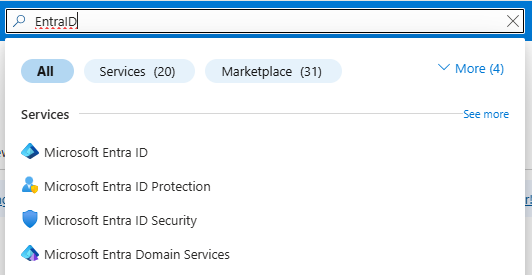 EntraID
All
Services (20)
Marketplace (31)
More (4)
Services
See more
Microsoft Entra ID
Microsoft Entra ID Protection
Microsoft Entra ID Security
Microsoft Entra Domain Services